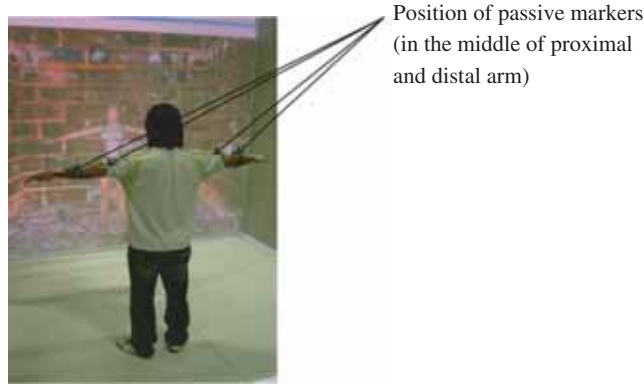 Position of passive markers
(in the middle of proximal
and distal arm)